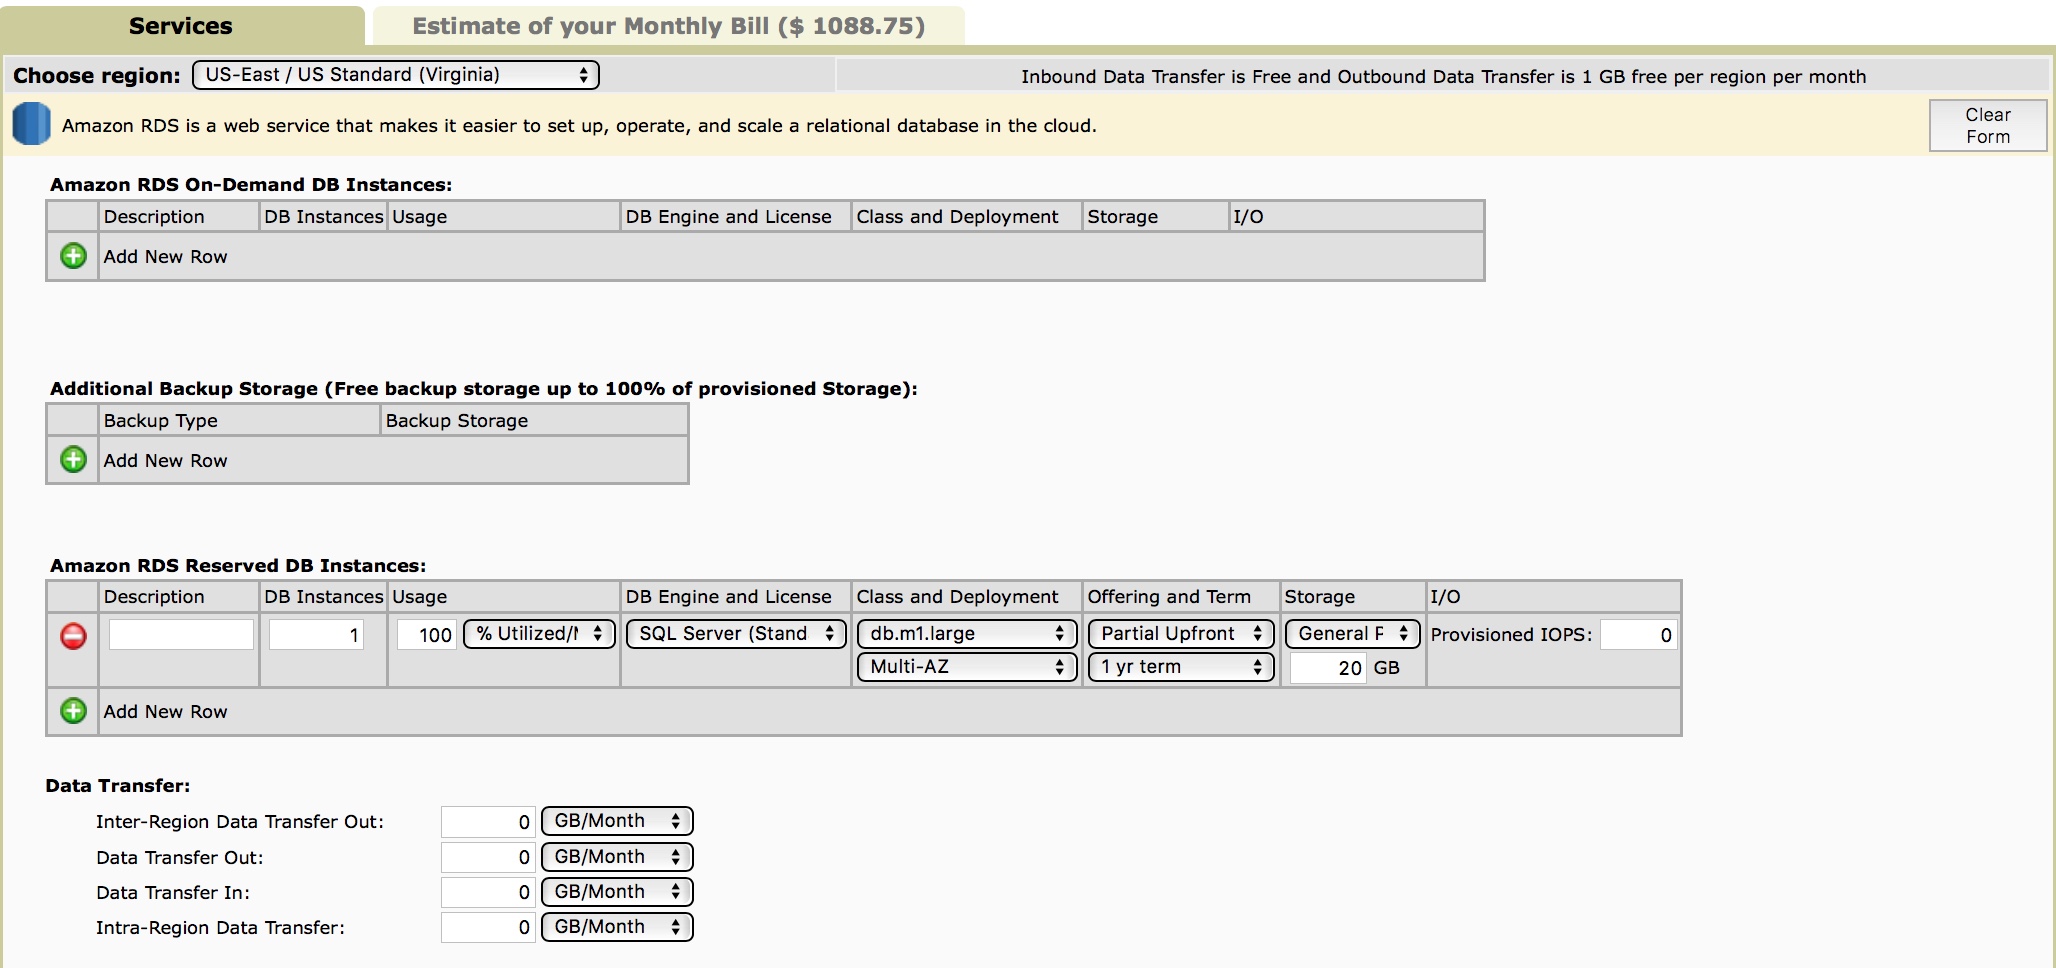 Services
Estimate of your Monthly Bill ($ 1088.75)
Choose region: US-East / US Standard (Virginia)
Inbound Data Transfer is Free and Outbound Data Transfer is 1 GB free per region per month
Amazon RDS is a web service that makes it easier to set up, operate, and scale a relational database in the cloud.
Clear
Form
Amazon RDS On-Demand DB Instances:
Description DB Instances Usage DB Engine and License Class and Deployment Storage I/O
Add New Row
Additional Backup Storage (Free backup storage up to 100% of provisioned Storage):
Backup Type Backup Storage
Add New Row
Amazon RDS Reserved DB Instances:
Description DB Instances Usage DB Engine and License Class and Deployment Offering and Term Storage I/O
1 100 % Utilized/ SQL Server (Stand db.m1.large Partial Upfront General P Provisioned IOPS: 0
Multi-AZ 1 yr term 20 GB
Add New Row
Data Transfer:
Inter-Region Data Transfer Out: 0 GB/Month
Data Transfer Out: 0 GB/Month
Data Transfer In: 0 GB/Month
Intra-Region Data Transfer: 0 GB/Month